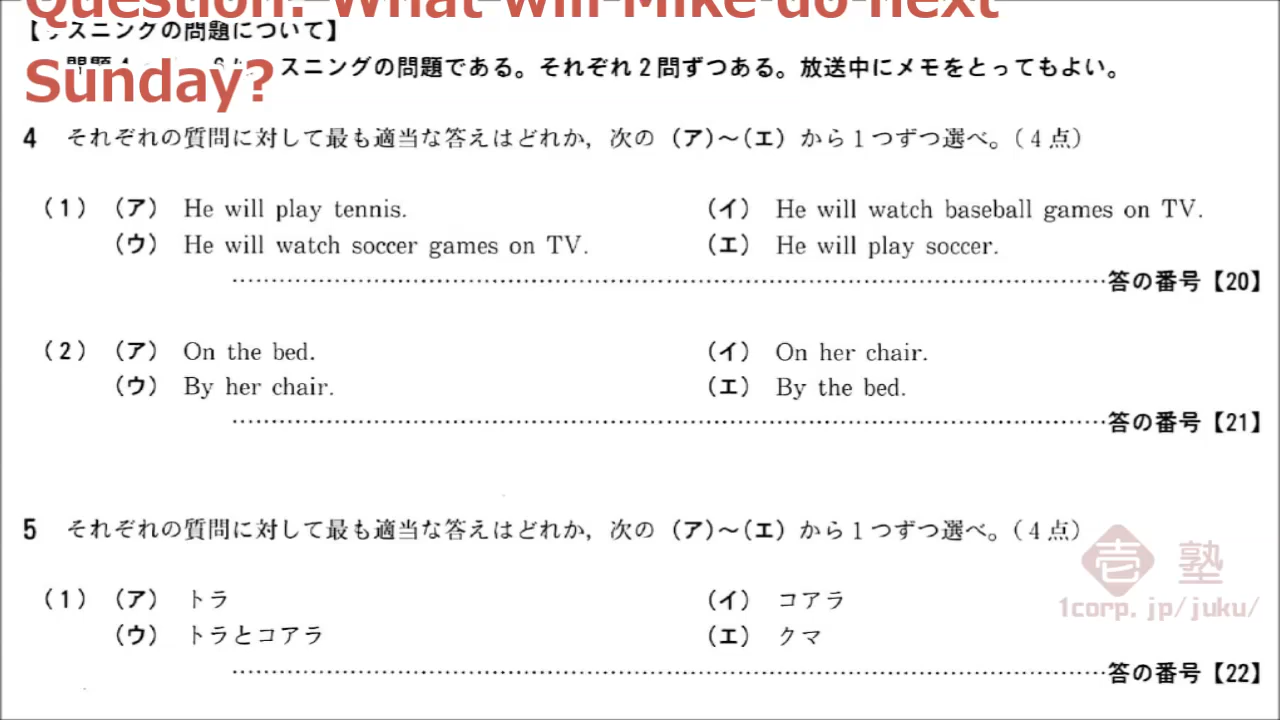 Question: What will Mike do next
Sunday?
【リスニングの問題について】
スニングの問題である。それぞれ2問ずつある。放送中にメモをとってもよい。
4 それぞれの質問に対して最も適当な答えはどれか，次の（ア）～（エ）から1つずつ選べ。（4点）
（1）（ア） He will play tennis. （イ） He will watch baseball games on TV.
（ウ） He will watch soccer games on TV. （エ） He will play soccer.
答の番号【20】
（2）（ア） On the bed. （イ） On her chair.
（ウ） By her chair. （エ） By the bed.
答の番号【21】
5 それぞれの質問に対して最も適当な答えはどれか，次の（ア）～（エ）から1つずつ選べ。（4点）
（1）（ア） トラ （イ） コアラ
（ウ） トラとコアラ （エ） クマ
答の番号【22】
壱 塾
1corp.jp/juku/